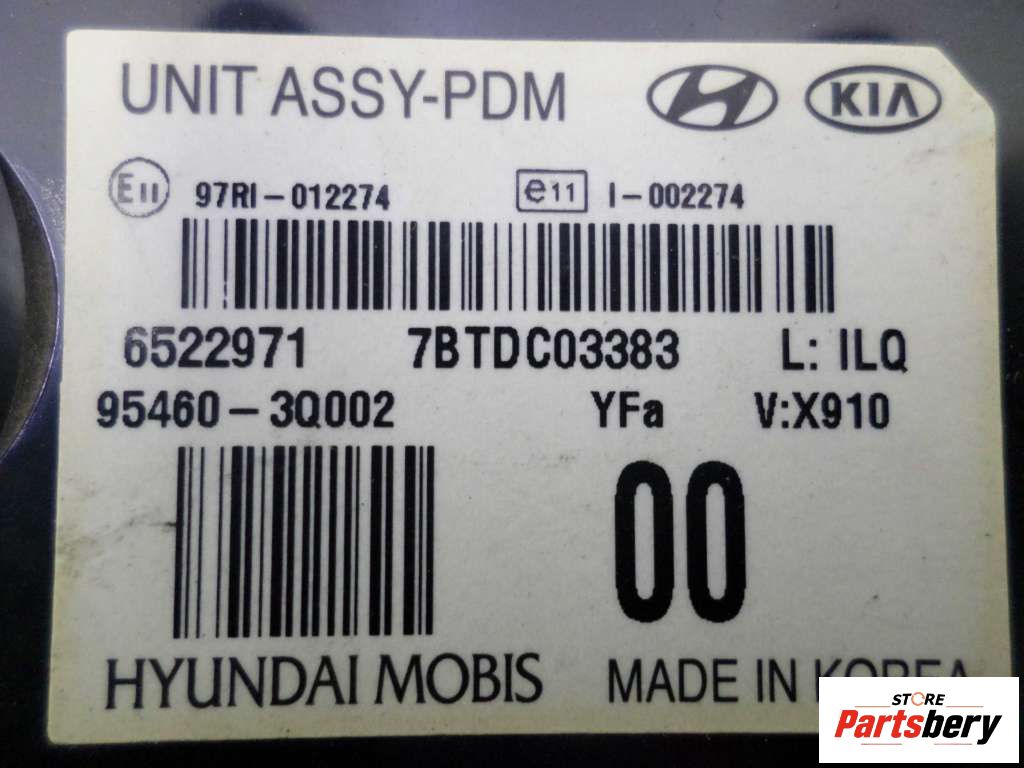 UNIT ASSY-PDM KIA
E11 97RI-012274 e11 I-002274
6522971 7BTDC03383 L: ILQ
95460-3Q002 YFa V:X910
00
HYUNDAI MOBIS MADE IN KOREA
STORE
Partsbery